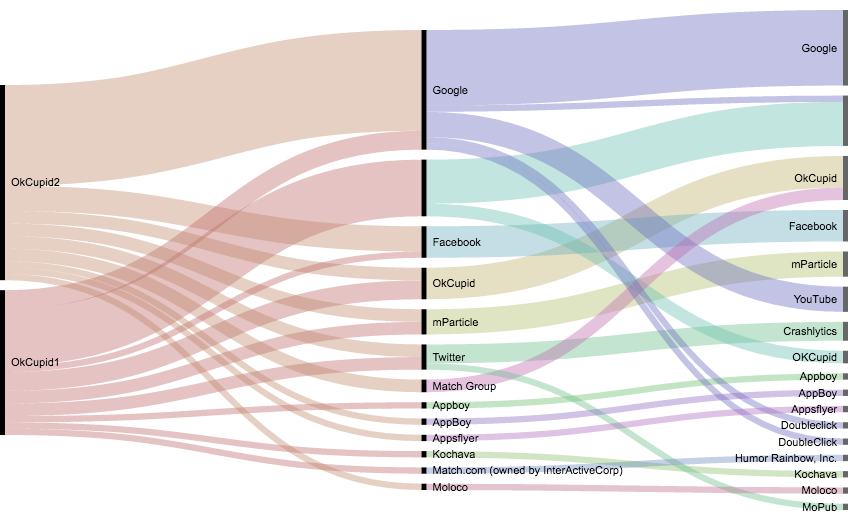 OkCupid2
OkCupid1
Google
Facebook
OkCupid
mParticle
Twitter
Match Group
Appboy
AppBoy
Appsflyer
Kochava
Match.com (owned by InterActiveCorp)
Moloco
Google
OkCupid
Facebook
mParticle
YouTube
Crashlytics
OKCupid
Appboy
AppBoy
Appsflyer
Doubleclick
DoubleClick
Humor Rainbow, Inc.
Kochava
Moloco
MoPub